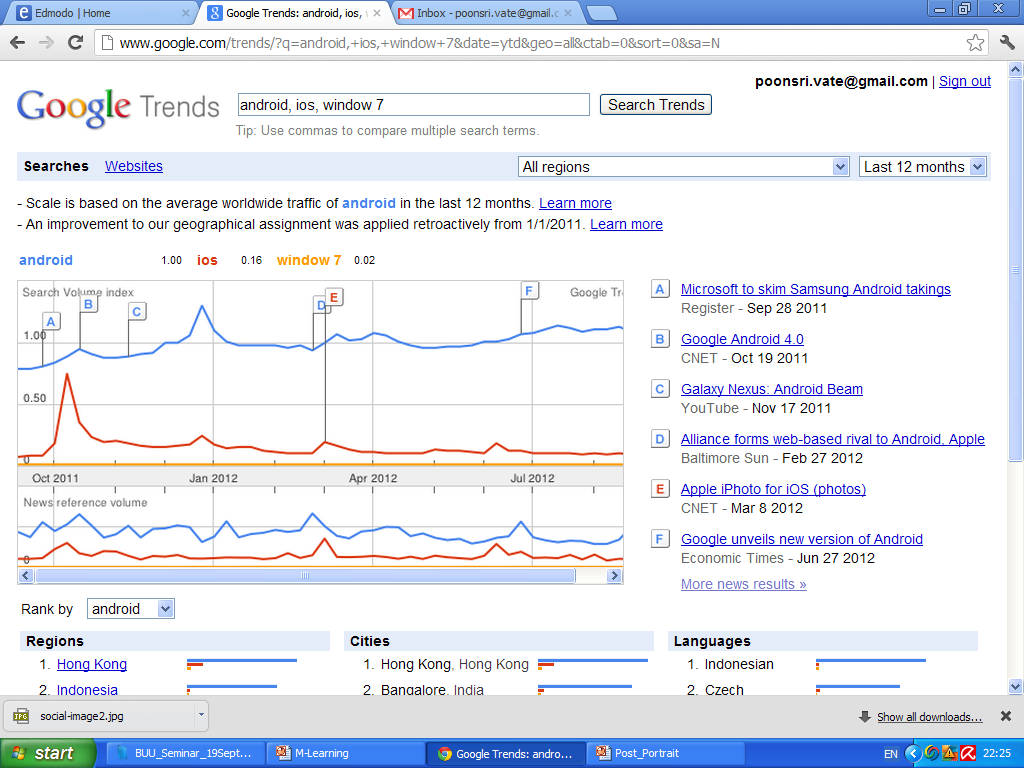 Edmodo | Home
Google Trends: android, ios,
Inbox - poonsri.vate@gmail.c
www.google.com/trends/?q=android,+ios,+window+7&date=ytd&geo=all&ctab=0&sort=0&sa=N
poonsri.vate@gmail.com | Sign out
Google Trends
android, ios, window 7
Search Trends
Tip: Use commas to compare multiple search terms.
Searches Websites
All regions
Last 12 months
- Scale is based on the average worldwide traffic of android in the last 12 months. Learn more
- An improvement to our geographical assignment was applied retroactively from 1/1/2011. Learn more
android 1.00 ios 0.16 window 7 0.02
Search Volume index
Google Tr
A
B
C
D
E
F
1.00
0.50
0
Oct 2011 Jan 2012 Apr 2012 Jul 2012
News reference volume
0
A Microsoft to skim Samsung Android takings
Register - Sep 28 2011
B Google Android 4.0
CNET - Oct 19 2011
C Galaxy Nexus: Android Beam
YouTube - Nov 17 2011
D Alliance forms web-based rival to Android, Apple
Baltimore Sun - Feb 27 2012
E Apple iPhoto for iOS (photos)
CNET - Mar 8 2012
F Google unveils new version of Android
Economic Times - Jun 27 2012
More news results »
Rank by android
Regions
1. Hong Kong
2. Indonesia
Cities
1. Hong Kong, Hong Kong
2. Bangalore, India
Languages
1. Indonesian
2. Czech
JPG social-image2.jpg
Show all downloads...
start
BUU_Seminar_19Sept...
M-Learning
Google Trends: andro...
Post_Portrait
EN
22:25